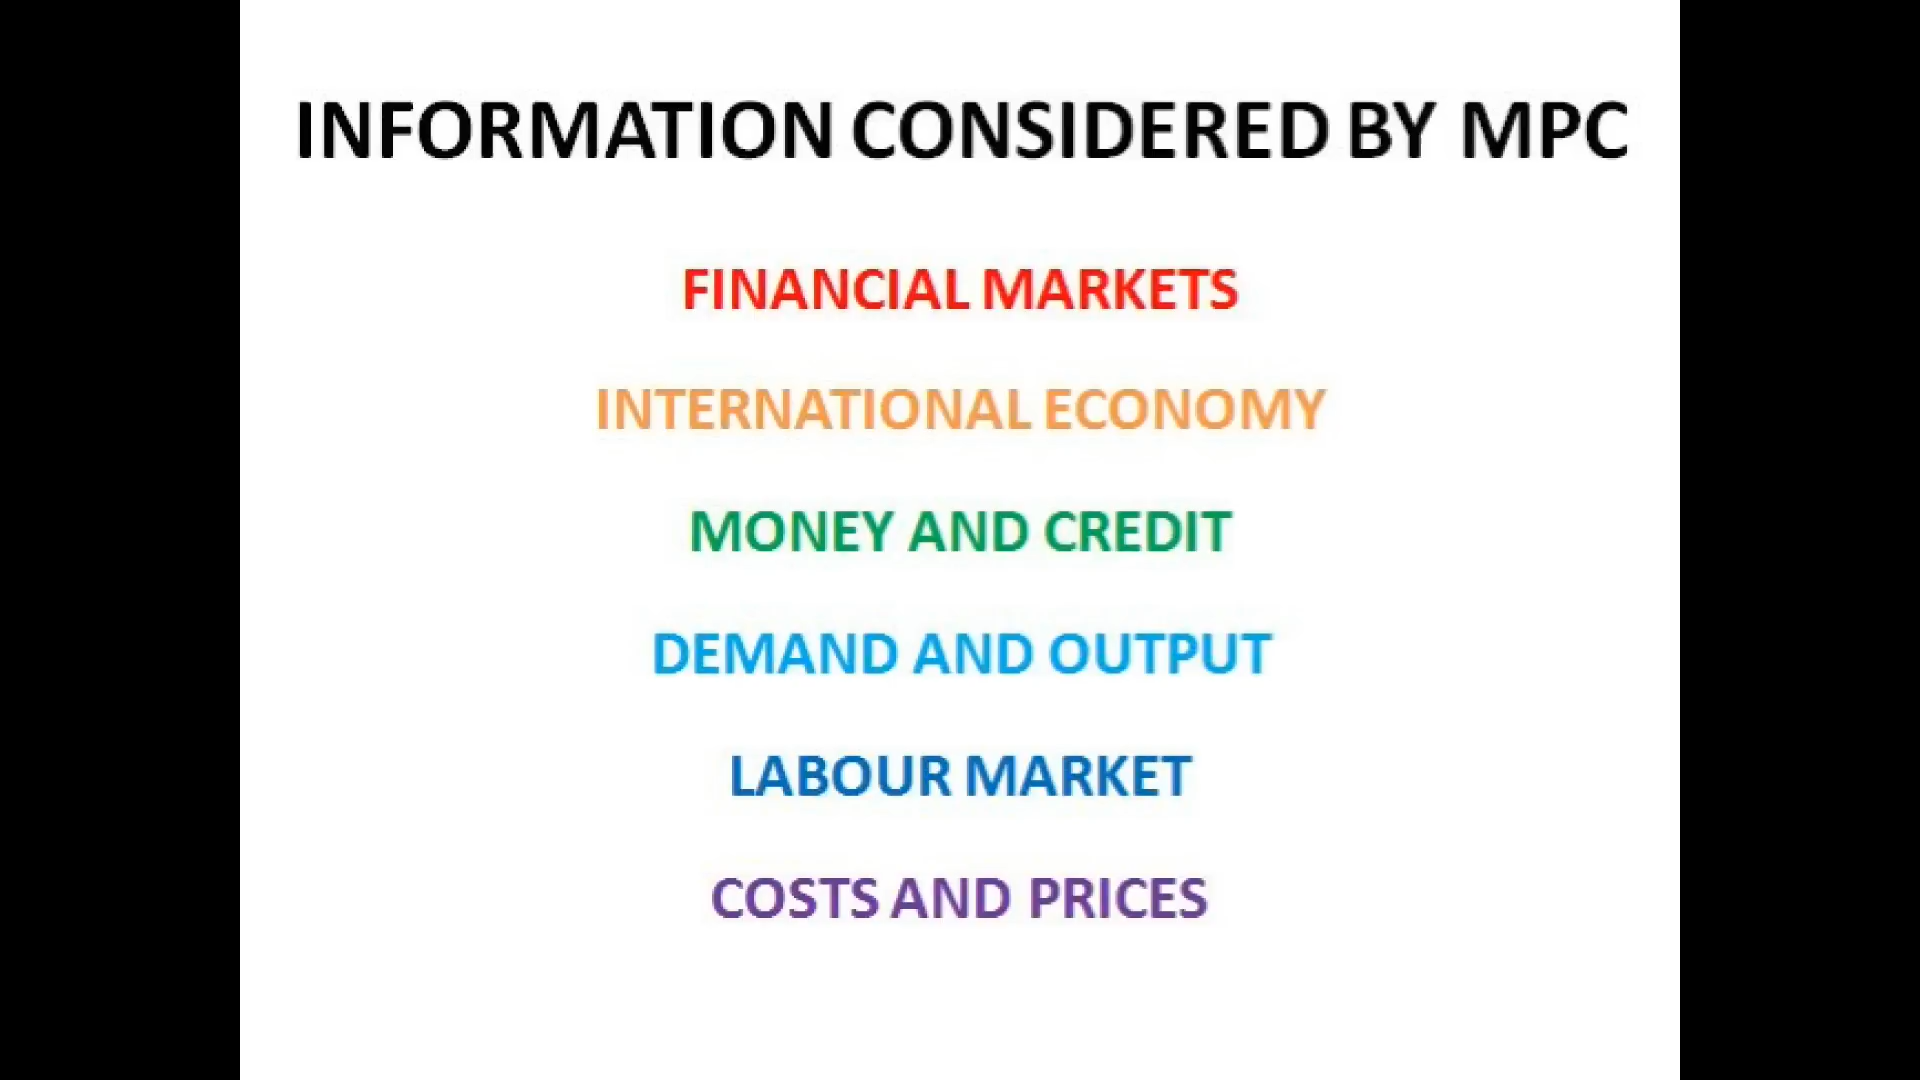 INFORMATION CONSIDERED BY MPC
FINANCIAL MARKETS
INTERNATIONAL ECONOMY
MONEY AND CREDIT
DEMAND AND OUTPUT
LABOUR MARKET
COSTS AND PRICES